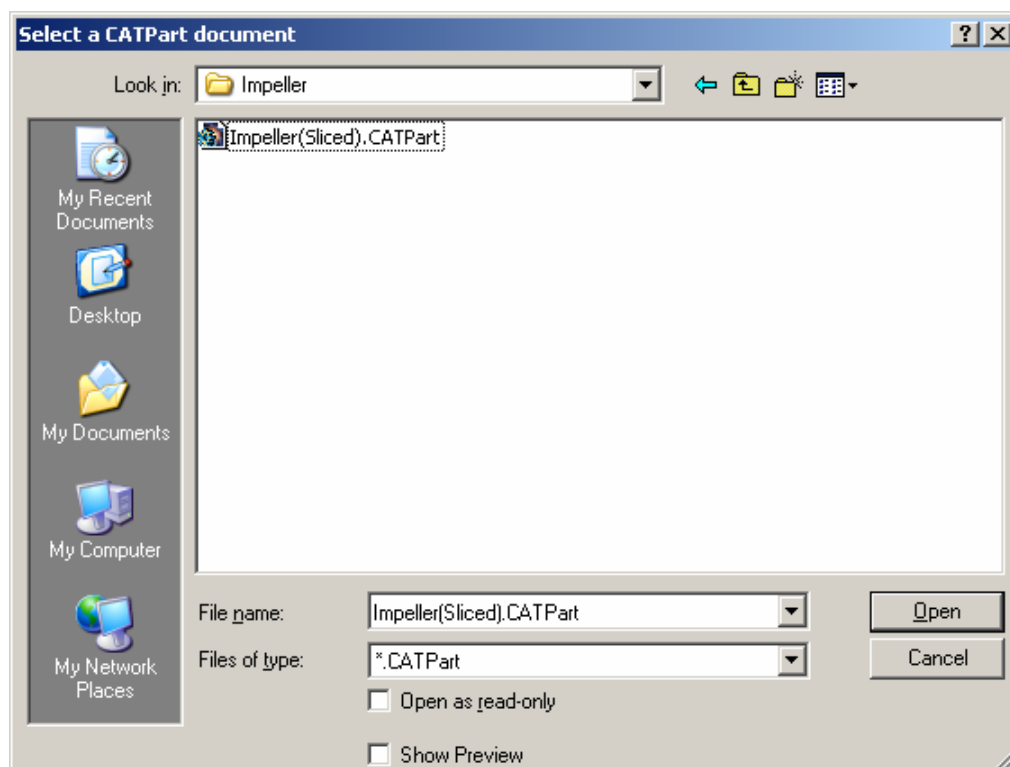 Select a CATPart document
Look in:
Impeller
Impeller(Sliced).CATPart
My Recent
Documents
Desktop
My Documents
My Computer
My Network
Places
File name:
Impeller(Sliced).CATPart
Open
Files of type:
*.CATPart
Cancel
Open as read-only
Show Preview